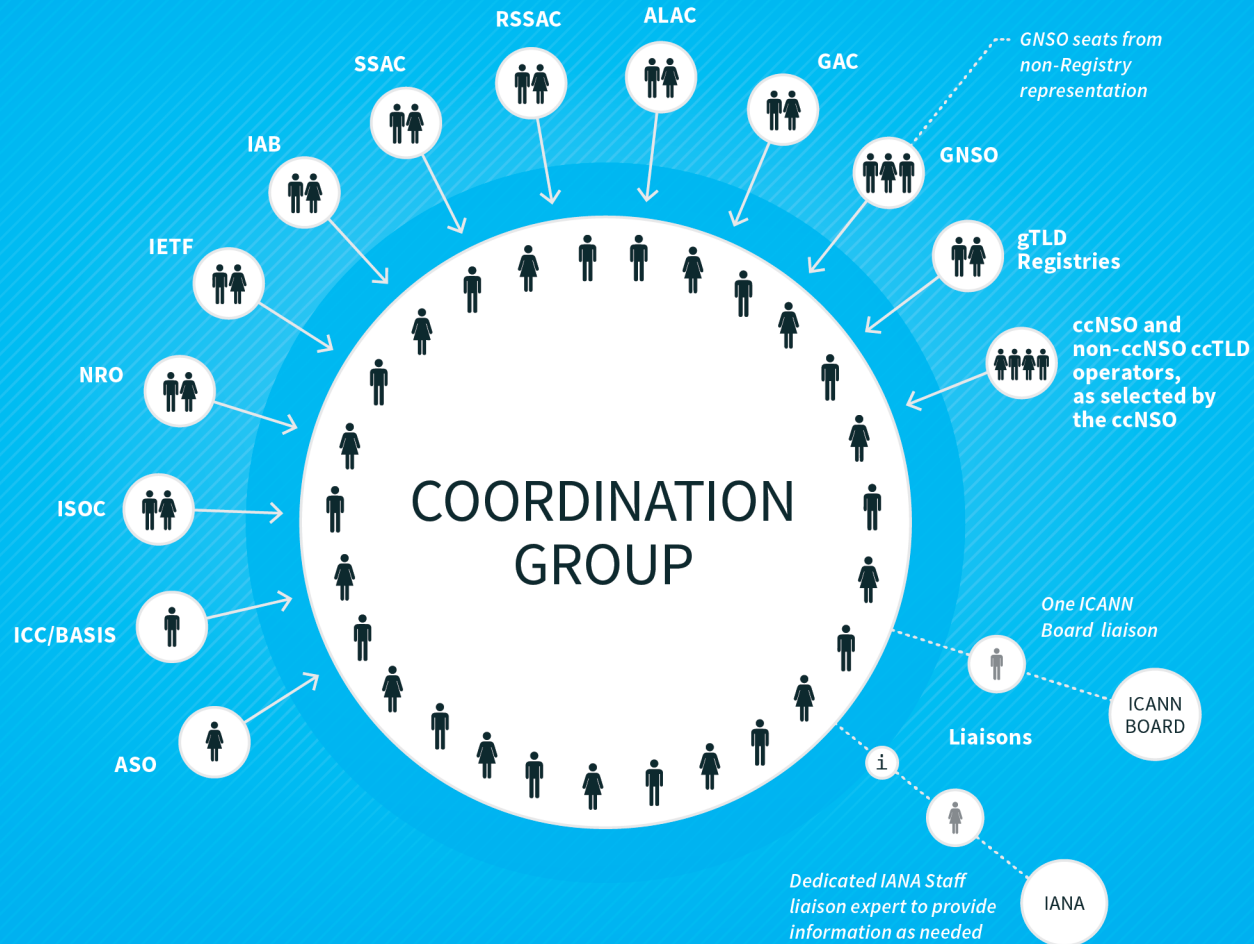 RSSAC
ALAC
SSAC
GAC
GNSO seats from
non-Registry
representation
IAB
GNSO
IETF
gTLD
Registries
NRO
ccNSO and
non-ccNSO ccTLD
operators,
as selected by
the ccNSO
ISOC
COORDINATION
GROUP
ICC/BASIS
ASO
One ICANN
Board liaison
ICANN
BOARD
Liaisons
i
Dedicated IANA Staff
liaison expert to provide
information as needed
IANA